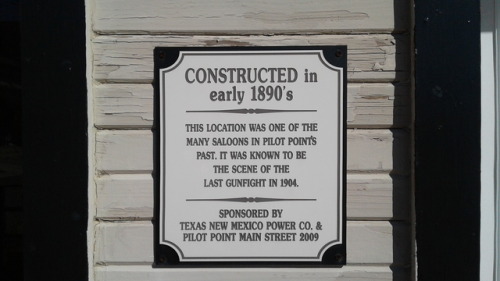 CONSTRUCTED in
early 1890's
THIS LOCATION WAS ONE OF THE
MANY SALOONS IN PILOT POINT'S
PAST. IT WAS KNOWN TO BE
THE SCENE OF THE
LAST GUNFIGHT IN 1904.
SPONSORED BY
TEXAS NEW MEXICO POWER CO. &
PILOT POINT MAIN STREET 2009